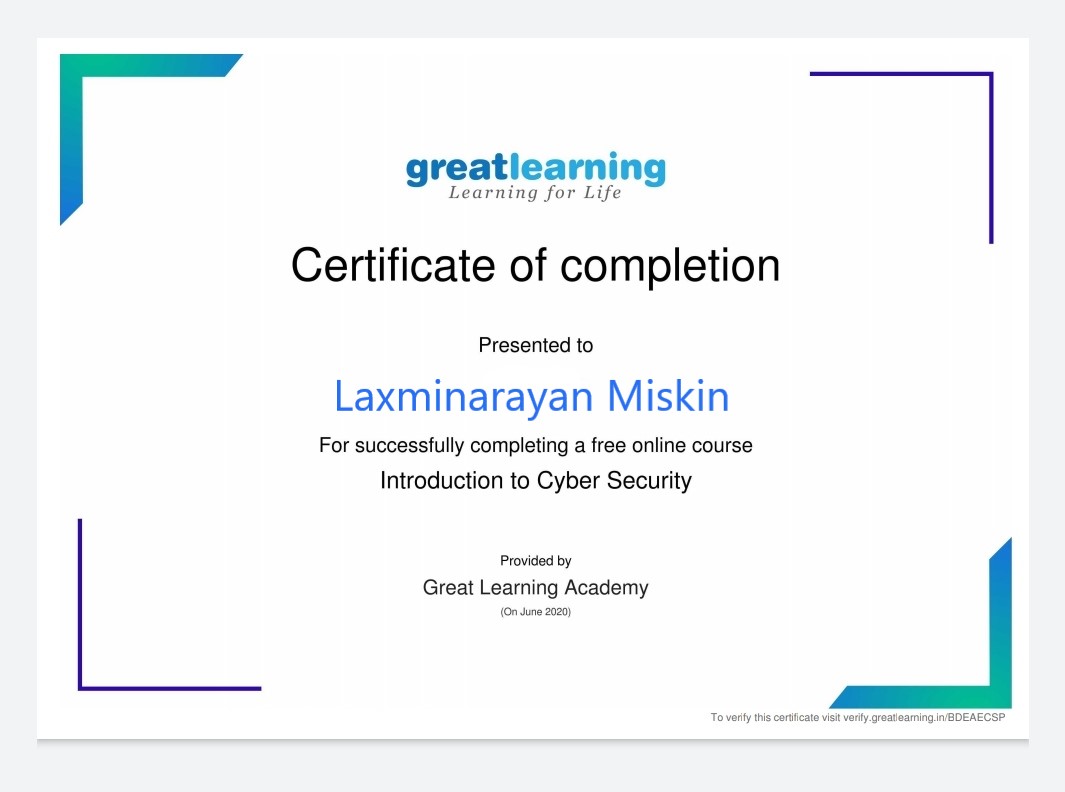 greatlearning
Learning for Life
Certificate of completion
Presented to
Laxminarayan Miskin
For successfully completing a free online course
Introduction to Cyber Security
Provided by
Great Learning Academy
(On June 2020)
To verify this certificate visit verify.greatlearning.in/BDEAECSP